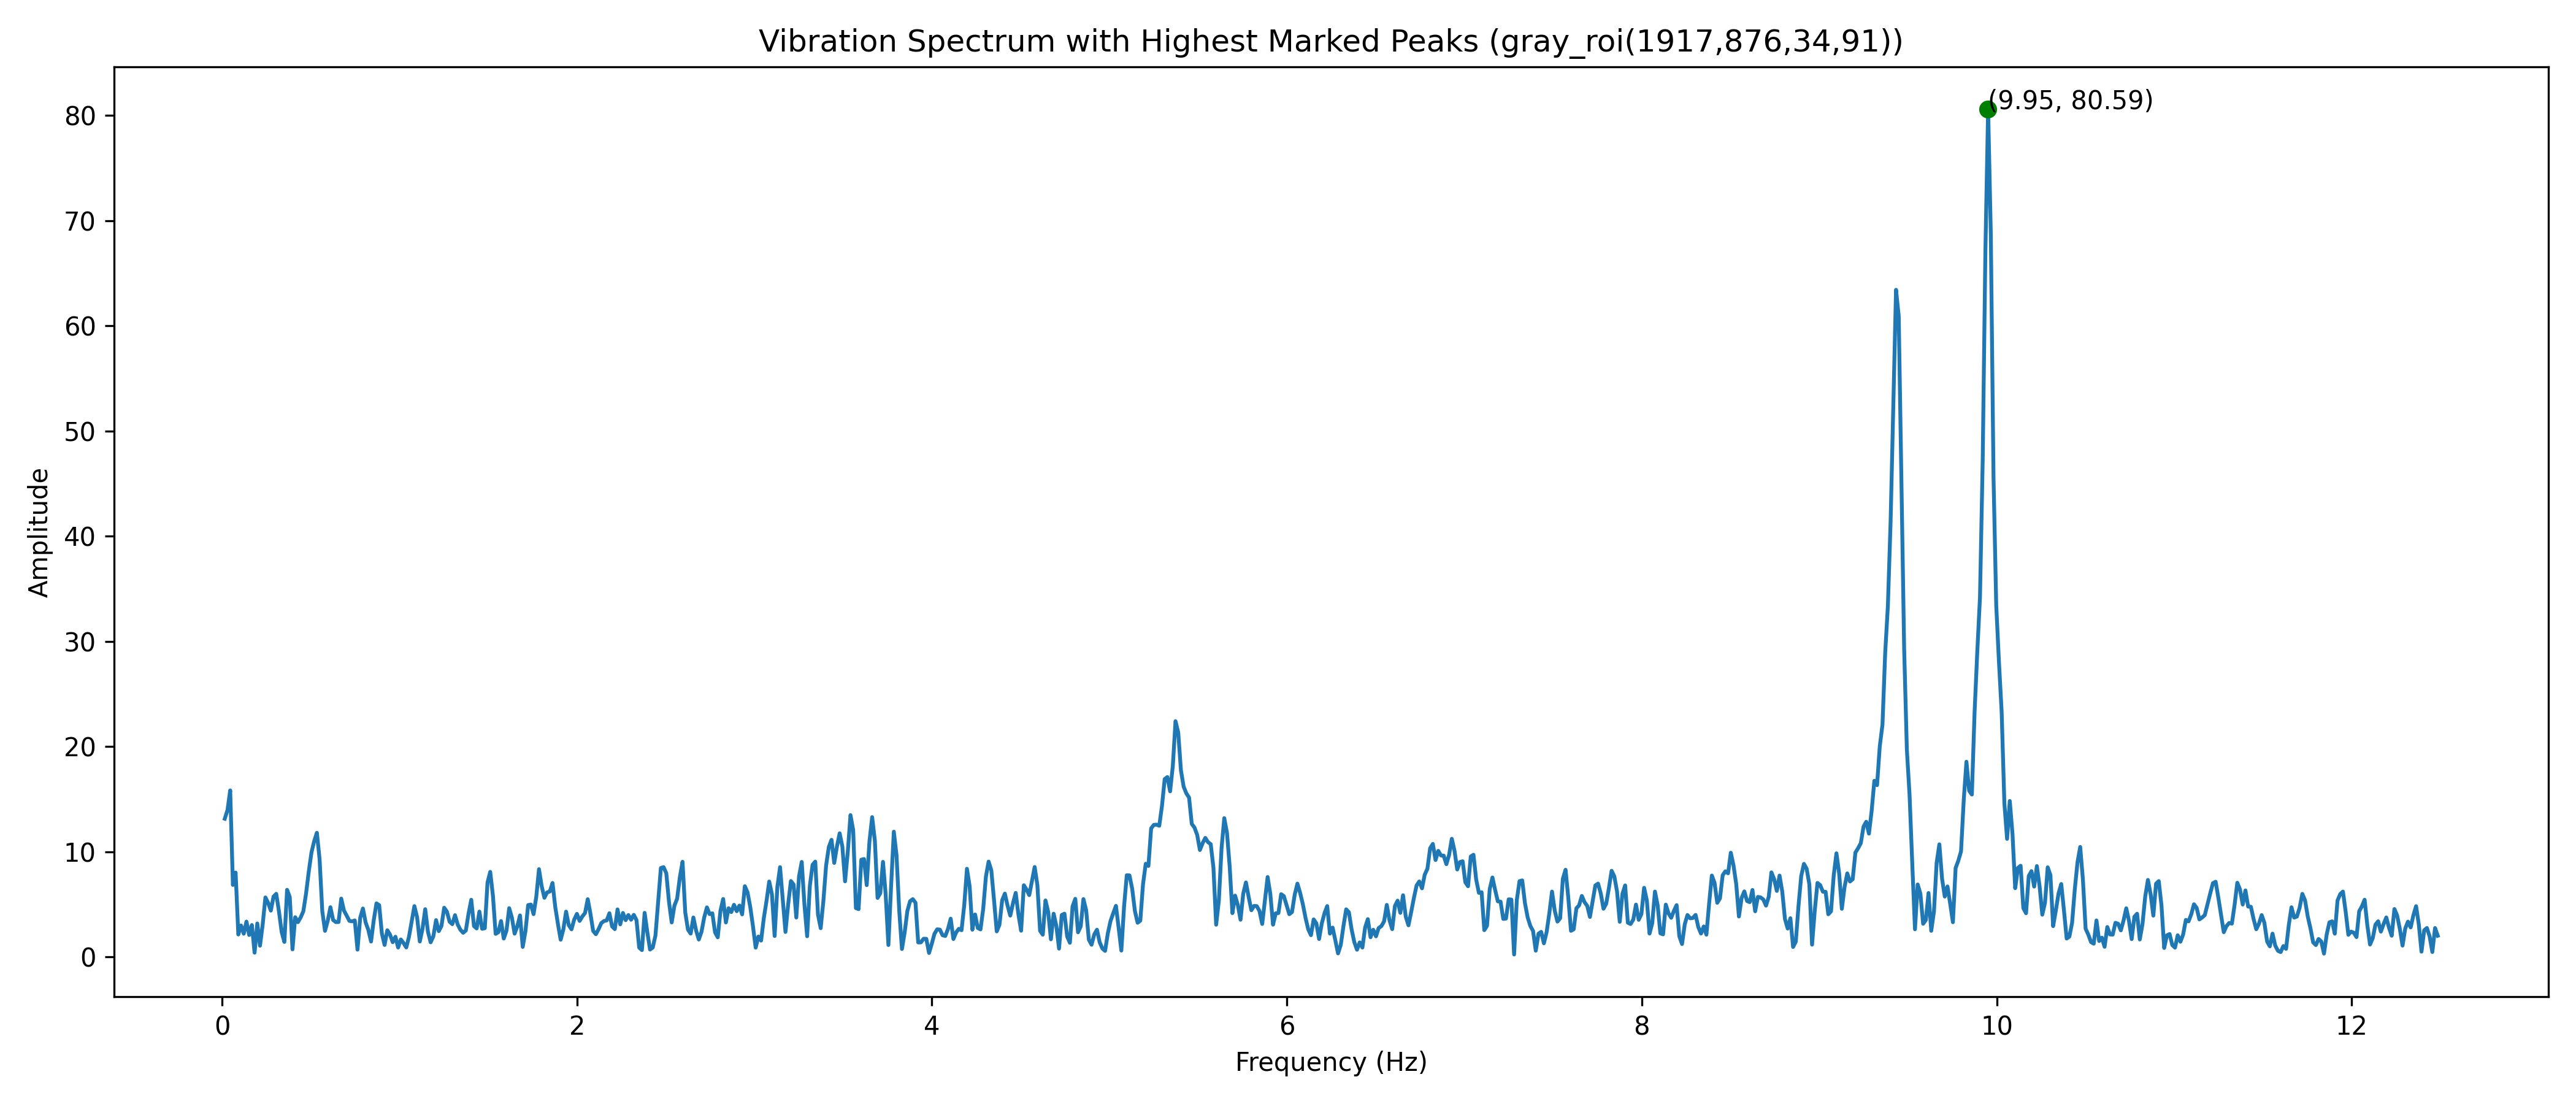 Vibration Spectrum with Highest Marked Peaks (gray_roi(1917,876,34,91))
(9.95, 80.59)
80
70
60
50
40
30
20
10
0
Amplitude
0 2 4 6 8 10 12
Frequency (Hz)